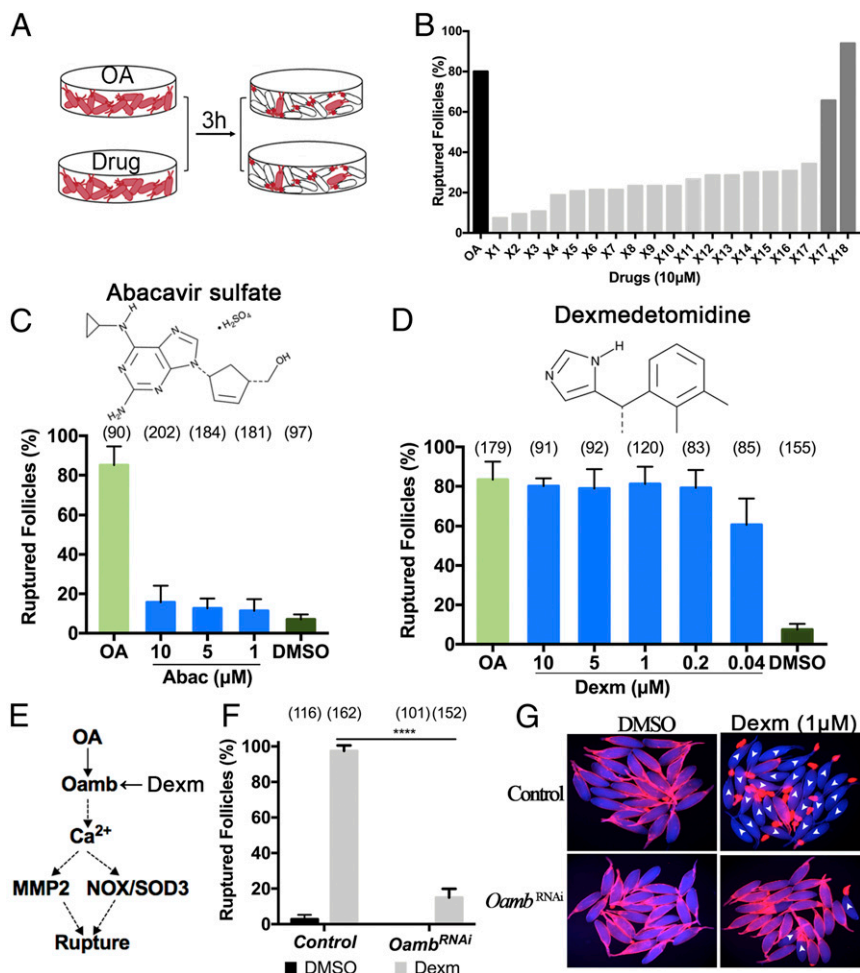 A
OA
Drug
3h
B
Ruptured Follicles (%)
100
80
60
40
20
0
OA X1 X2 X3 X4 X5 X6 X7 X8 X9 X10 X11 X12 X13 X14 X15 X16 X17 X17 X18
Drugs (10μM)
C
Abacavir sulfate
H
N
• H₂SO₄
N N
N N
OH
H₂N
(90) (202) (184) (181) (97)
Ruptured Follicles (%)
100
80
60
40
20
0
OA 10 5 1 DMSO
Abac (μM)
D
Dexmedetomidine
H
N
N
(179) (91) (92) (120) (83) (85) (155)
Ruptured Follicles (%)
100
80
60
40
20
0
OA 10 5 1 0.2 0.04 DMSO
Dexm (μM)
E
OA
Oamb ← Dexm
Ca²⁺
MMP2 NOX/SOD3
Rupture
F
(116) (162) (101) (152)
****
Ruptured Follicles (%)
100
80
60
40
20
0
Control Oambᴿᴺᴬⁱ
DMSO Dexm
G
DMSO Dexm (1μM)
Control
Oamb ᴿᴺᴬⁱ